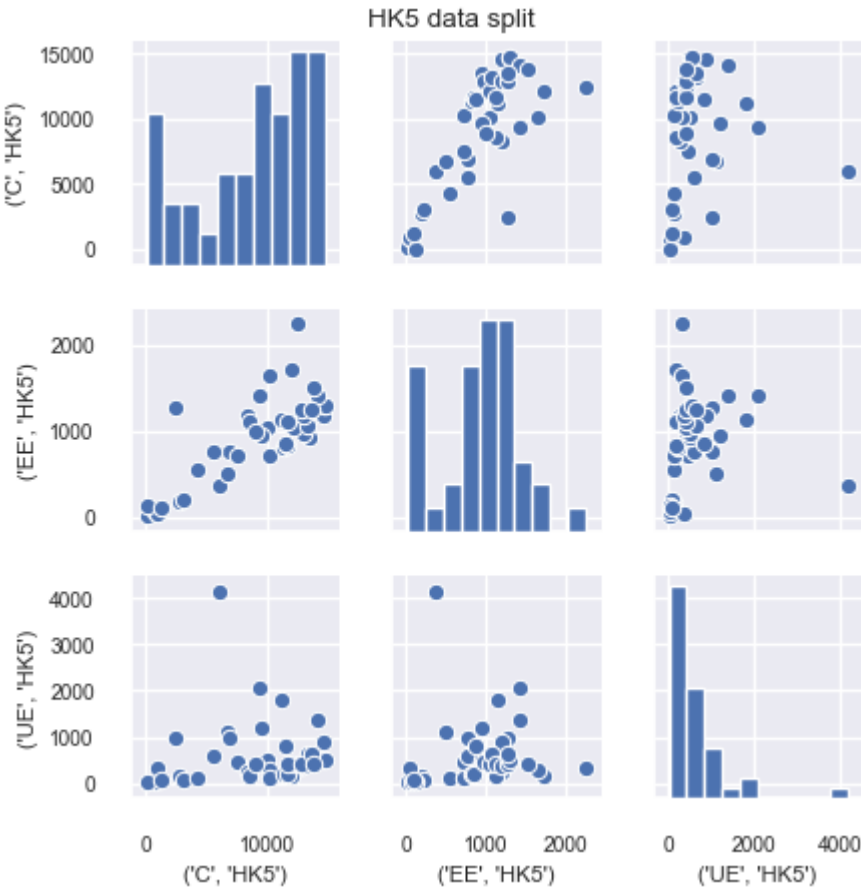 HK5 data split
15000
10000
5000
0
('C', 'HK5')
2000
1000
0
('EE', 'HK5')
4000
3000
2000
1000
0
('UE', 'HK5')
0 10000 0 1000 2000 0 2000 4000
('C', 'HK5') ('EE', 'HK5') ('UE', 'HK5')